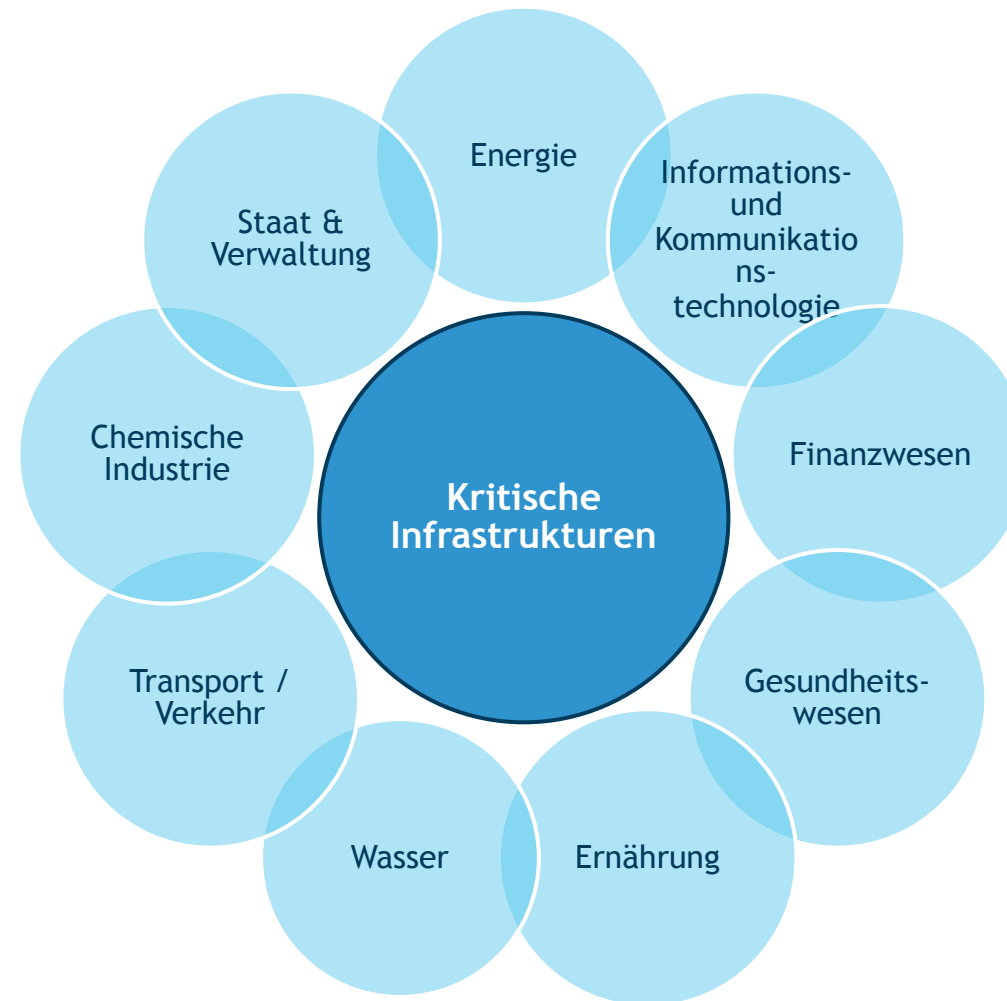 Energie
Informations-
und
Kommunikatio
ns-
technologie
Finanzwesen
Gesundheits-
wesen
Ernährung
Wasser
Transport /
Verkehr
Chemische
Industrie
Staat &
Verwaltung
Kritische
Infrastrukturen